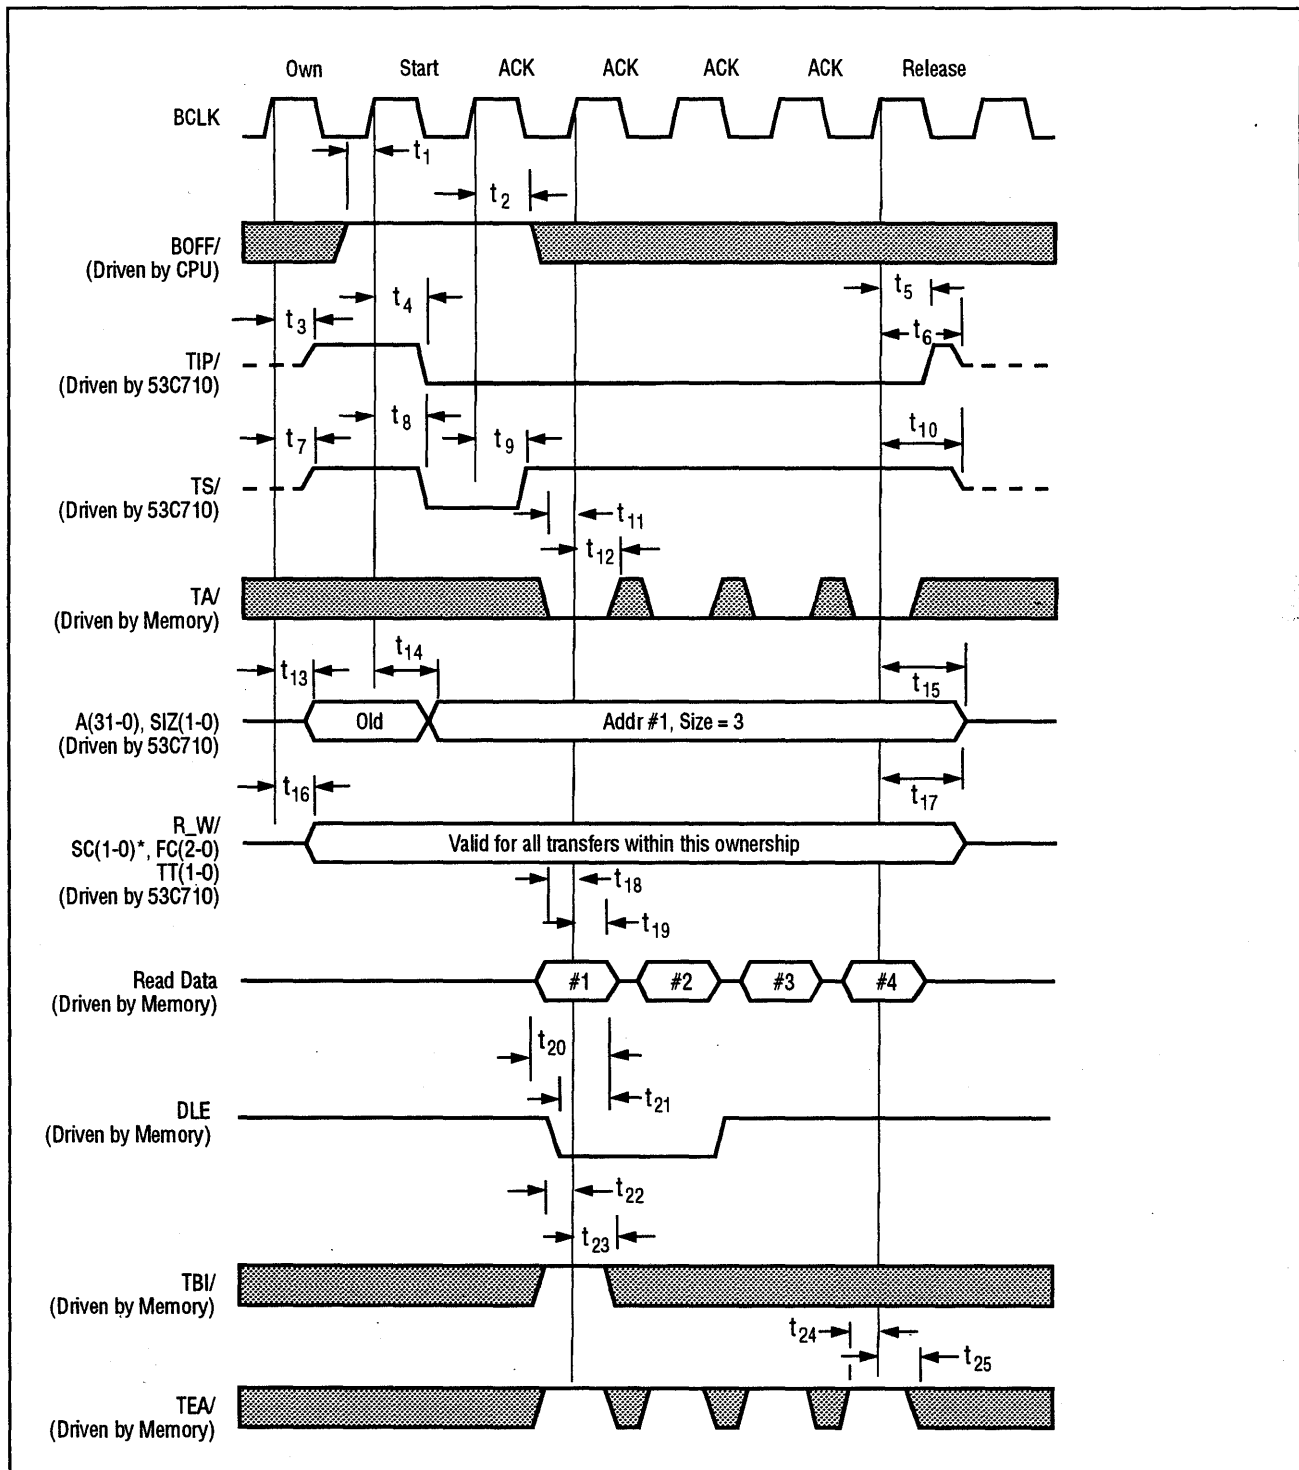 Own Start ACK ACK ACK ACK Release
BCLK
t1
t2
BOFF/
(Driven by CPU)
t5
t4
t3
t6
TIP/
(Driven by 53C710)
t8
t10
t7
t9
TS/
(Driven by 53C710)
t11
t12
TA/
(Driven by Memory)
t14
t13
t15
A(31-0), SIZ(1-0)
(Driven by 53C710)
Old
Addr #1, Size = 3
t16
t17
R_W/
SC(1-0)*, FC(2-0)
TT(1-0)
(Driven by 53C710)
Valid for all transfers within this ownership
t18
t19
Read Data
(Driven by Memory)
#1 #2 #3 #4
t20
t21
DLE
(Driven by Memory)
t22
t23
TBI/
(Driven by Memory)
t24
t25
TEA/
(Driven by Memory)